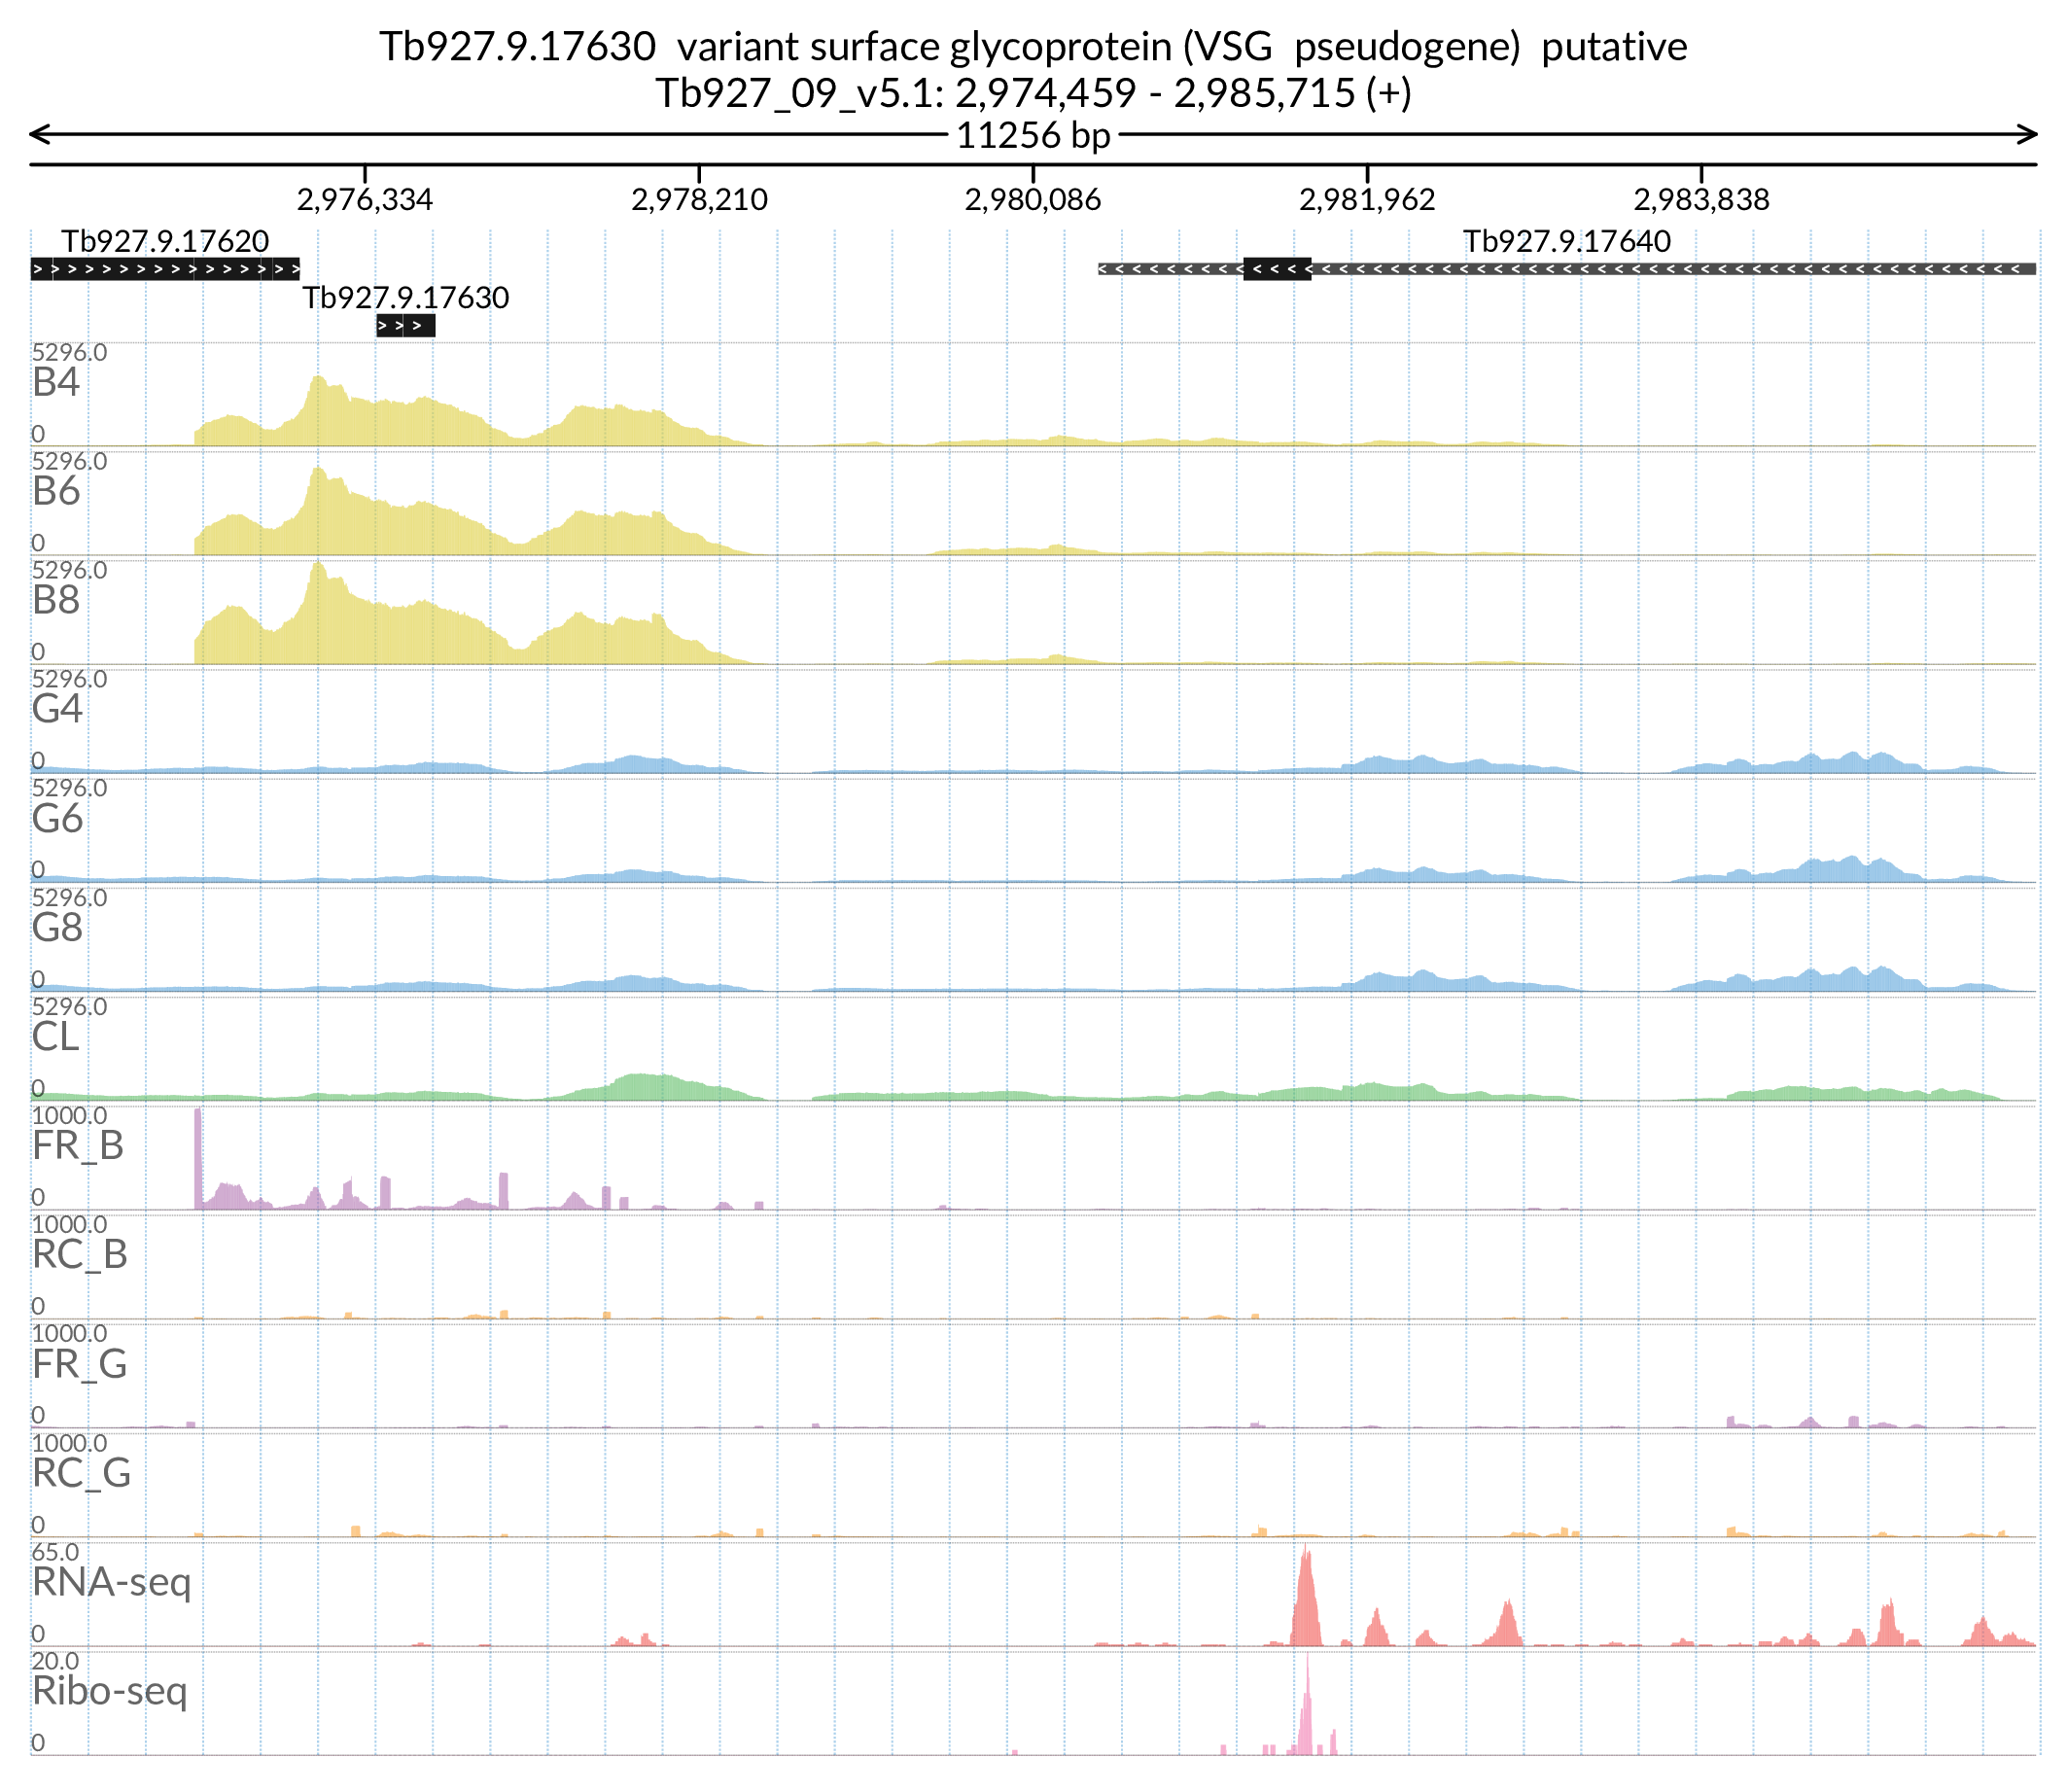 Tb927.9.17630 variant surface glycoprotein (VSG pseudogene) putative
Tb927_09_v5.1: 2,974,459 - 2,985,715 (+)
11256 bp
2,976,334 2,978,210 2,980,086 2,981,962 2,983,838
Tb927.9.17620 Tb927.9.17640
Tb927.9.17630
5296.0
B4
0
5296.0
B6
0
5296.0
B8
0
5296.0
G4
0
5296.0
G6
0
5296.0
G8
0
5296.0
CL
0
1000.0
FR_B
0
1000.0
RC_B
0
1000.0
FR_G
0
1000.0
RC_G
0
65.0
RNA-seq
0
20.0
Ribo-seq
0